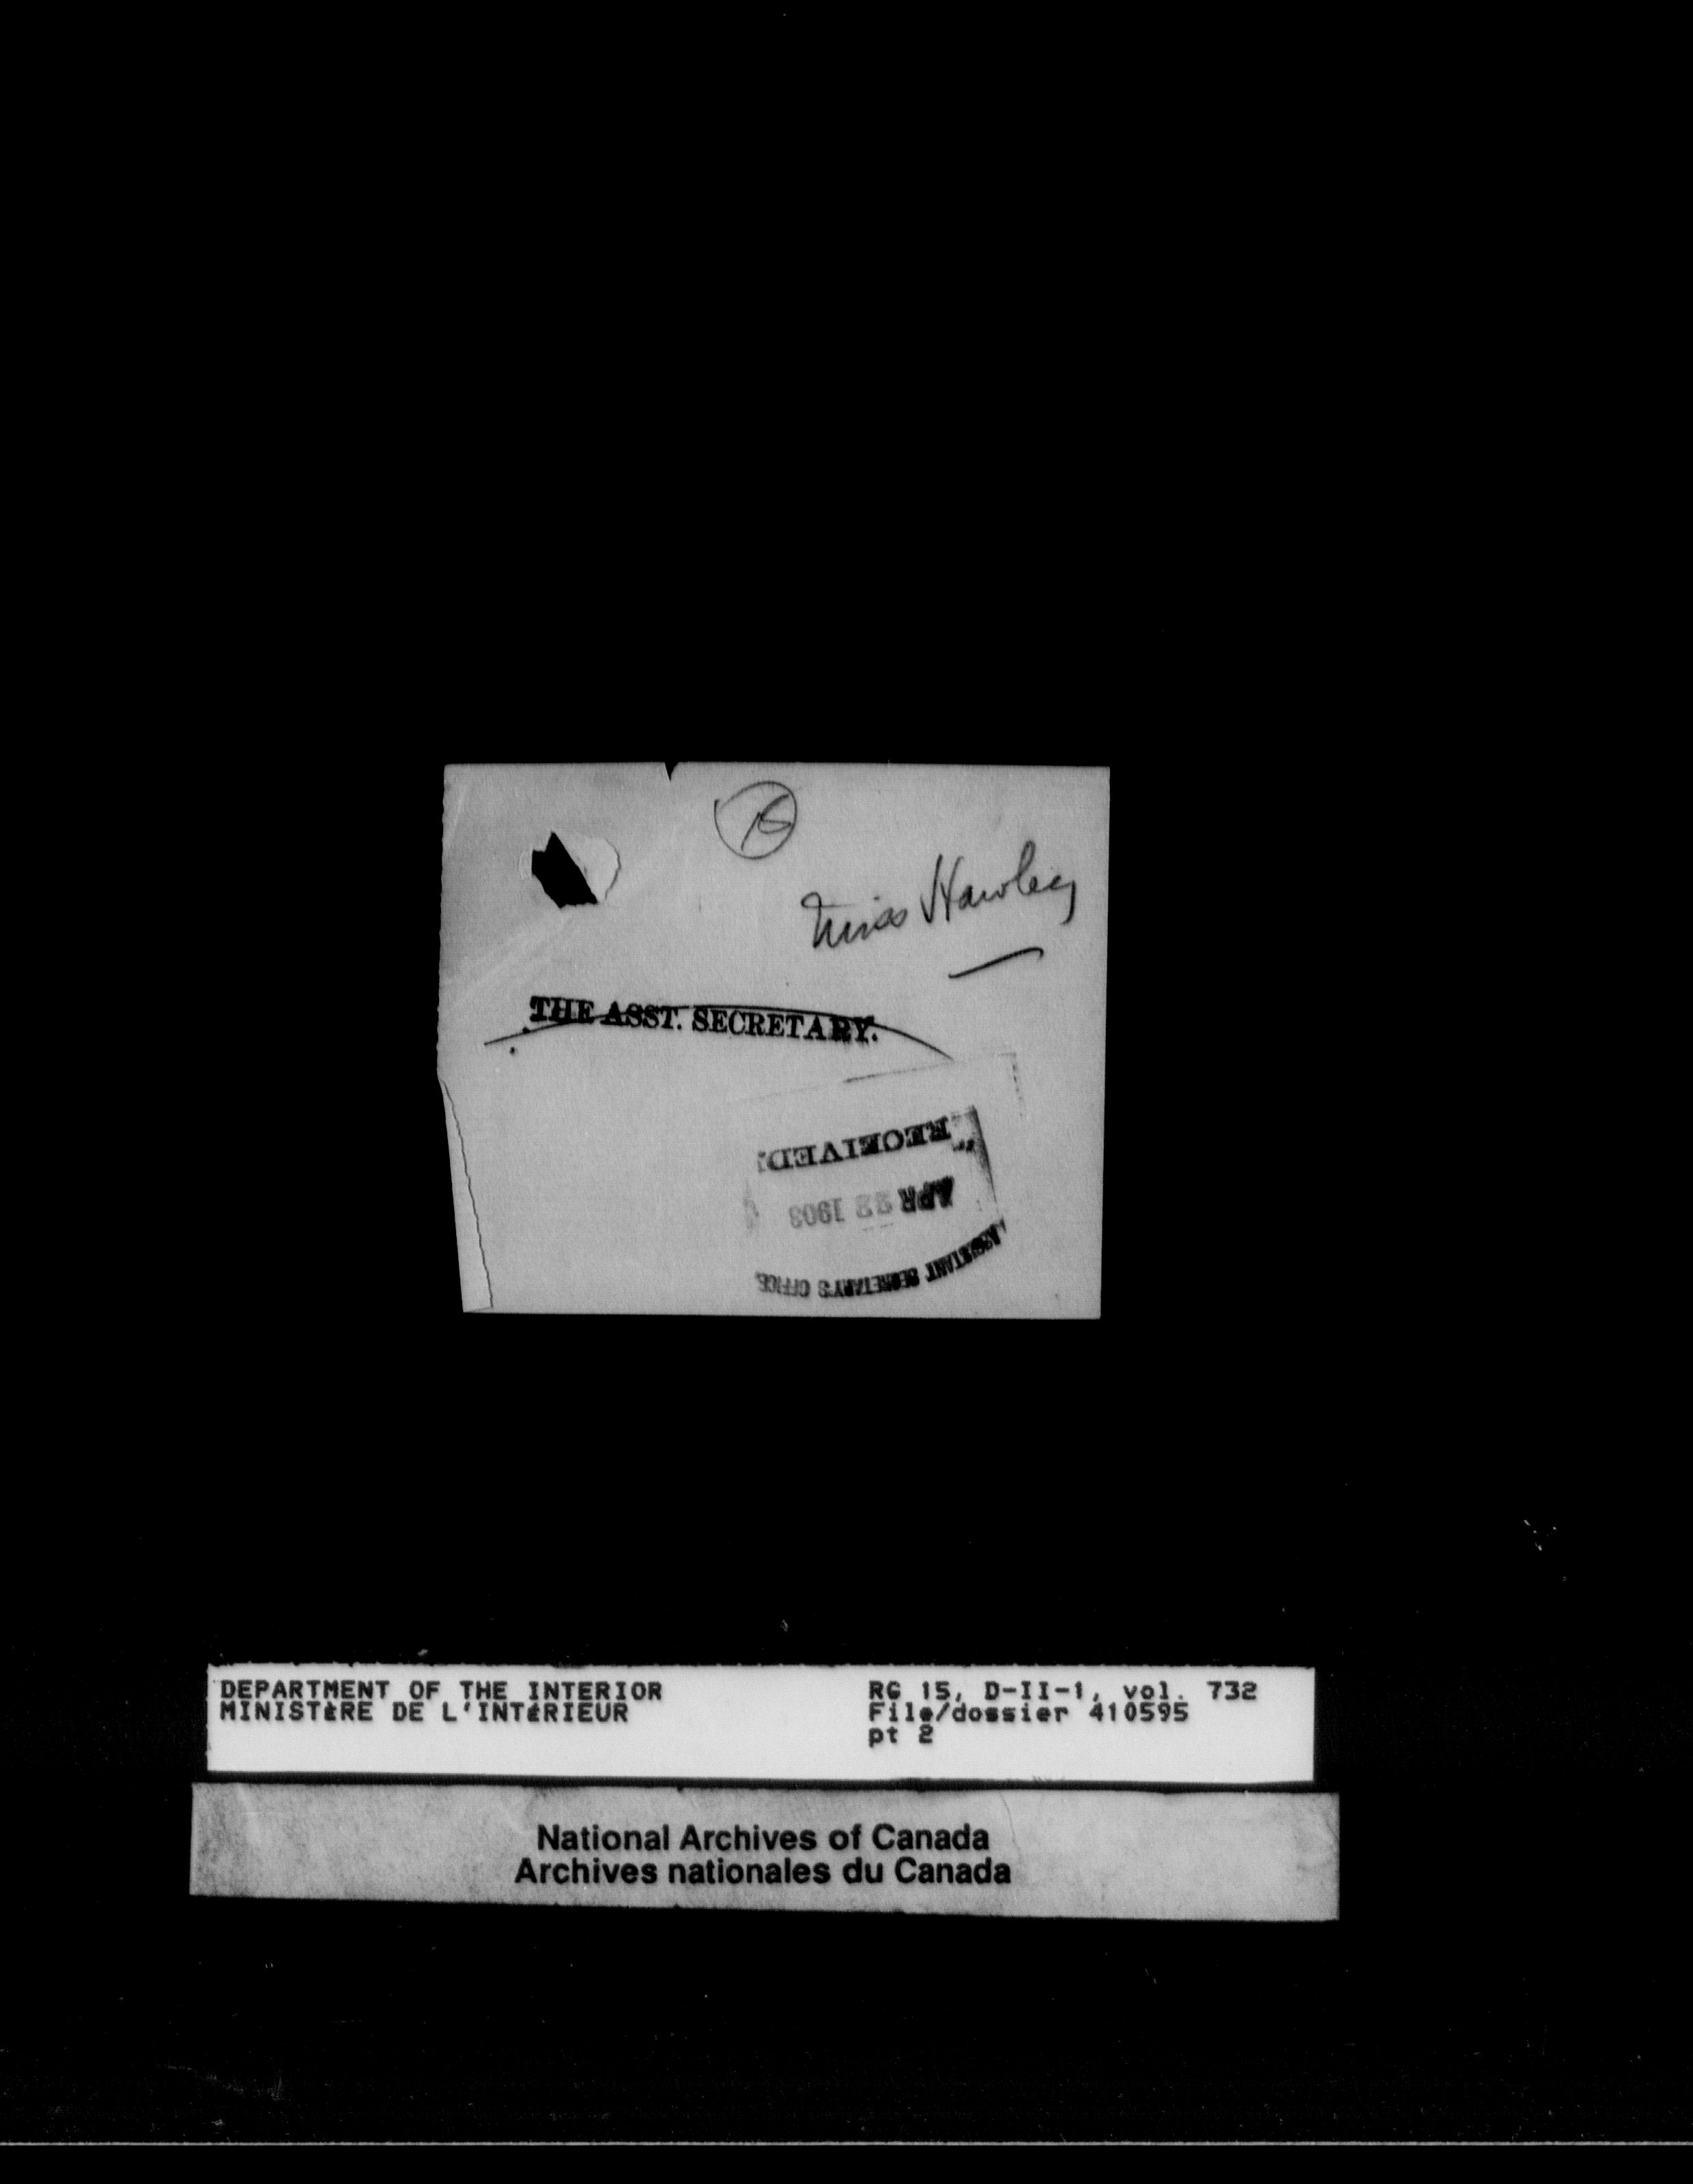 Miss Hawley
THE ASST. SECRETARY.
RECEIVED.
APR 22 1903
ASSISTANT SECRETARY'S OFFICE.
DEPARTMENT OF THE INTERIOR
MINISTÈRE DE L'INTÉRIEUR
RG 15, D-II-1, vol. 732
File/dossier 410595
pt 2
National Archives of Canada
Archives nationales du Canada